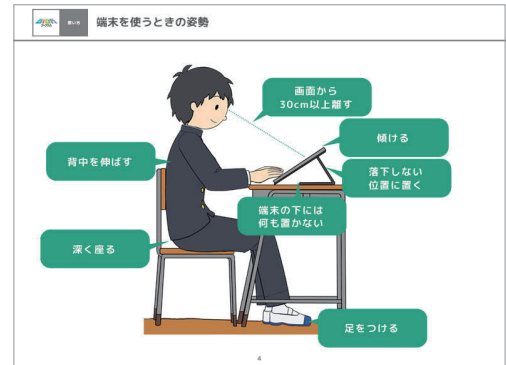 使い方
端末を使うときの姿勢
画面から
30cm以上離す
傾ける
背中を伸ばす
落下しない
位置に置く
端末の下には
何も置かない
深く座る
足をつける
4